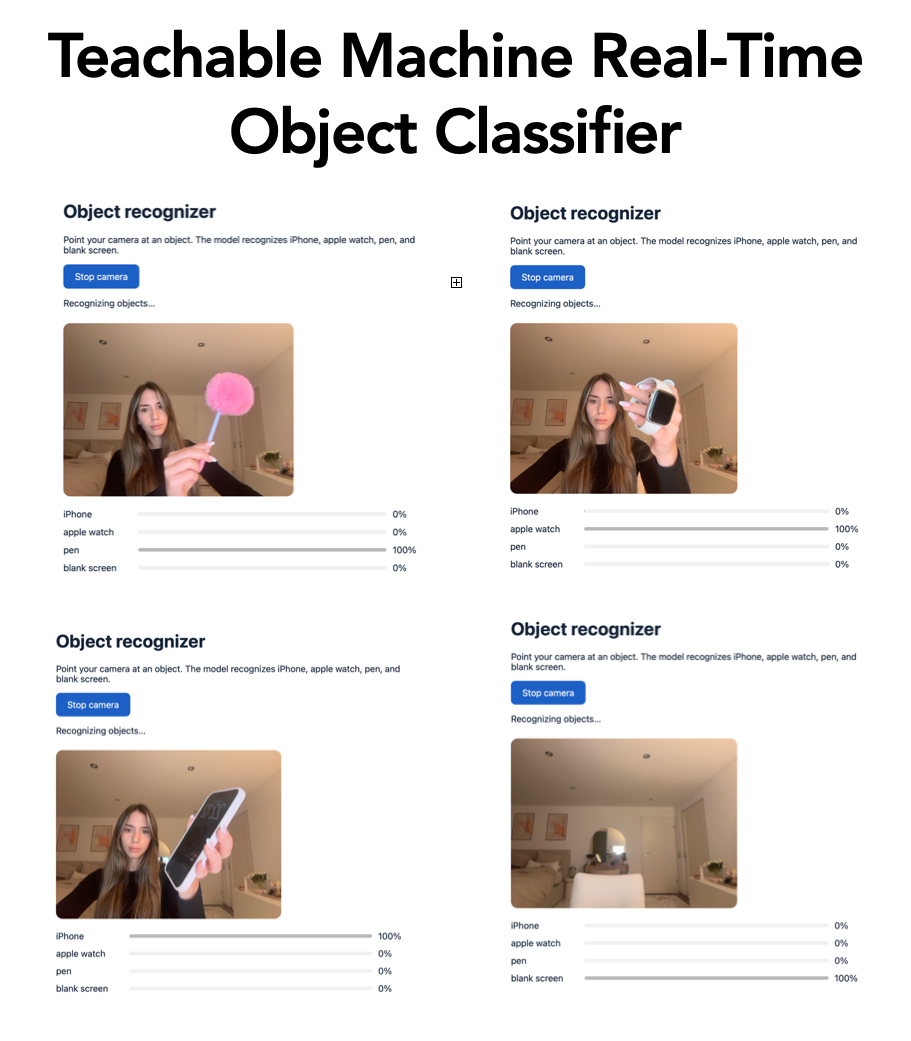 Teachable Machine Real-Time
Object Classifier
Object recognizer
Point your camera at an object. The model recognizes iPhone, apple watch, pen, and
blank screen.
Stop camera
Recognizing objects...
iPhone 0%
apple watch 0%
pen 100%
blank screen 0%
Object recognizer
Point your camera at an object. The model recognizes iPhone, apple watch, pen, and
blank screen.
Stop camera
Recognizing objects...
iPhone 0%
apple watch 100%
pen 0%
blank screen 0%
Object recognizer
Point your camera at an object. The model recognizes iPhone, apple watch, pen, and
blank screen.
Stop camera
Recognizing objects...
iPhone 100%
apple watch 0%
pen 0%
blank screen 0%
Object recognizer
Point your camera at an object. The model recognizes iPhone, apple watch, pen, and
blank screen.
Stop camera
Recognizing objects...
iPhone 0%
apple watch 0%
pen 0%
blank screen 100%